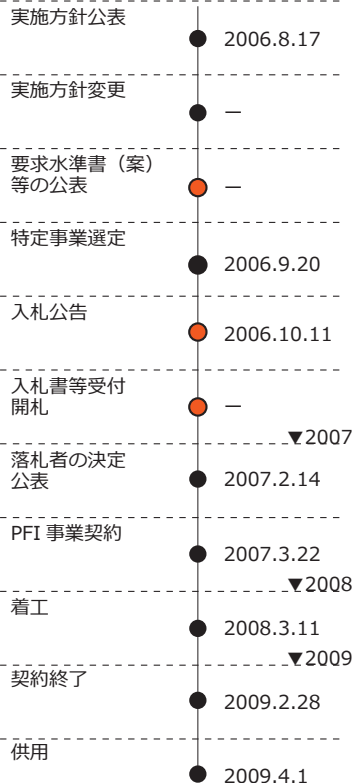 実施方針公表
2006.8.17
実施方針変更
ー
要求水準書（案）
等の公表
ー
特定事業選定
2006.9.20
入札公告
2006.10.11
入札書等受付
開札
ー
▼2007
落札者の決定
公表
2007.2.14
PFI 事業契約
2007.3.22
▼2008
着工
2008.3.11
▼2009
契約終了
2009.2.28
供用
2009.4.1